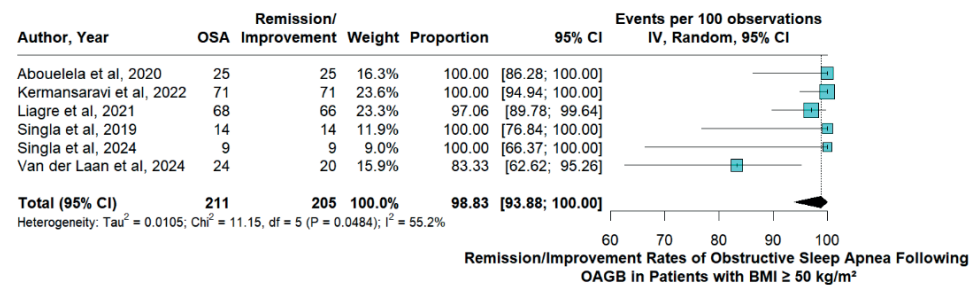 Remission/ Events per 100 observations
Author, Year OSA Improvement Weight Proportion 95% CI IV, Random, 95% CI
Abouelela et al, 2020 25 25 16.3% 100.00 [86.28; 100.00]
Kermansaravi et al, 2022 71 71 23.6% 100.00 [94.94; 100.00]
Liagre et al, 2021 68 66 23.3% 97.06 [89.78; 99.64]
Singla et al, 2019 14 14 11.9% 100.00 [76.84; 100.00]
Singla et al, 2024 9 9 9.0% 100.00 [66.37; 100.00]
Van der Laan et al, 2024 24 20 15.9% 83.33 [62.62; 95.26]
Total (95% CI) 211 205 100.0% 98.83 [93.88; 100.00]
Heterogeneity: Tau² = 0.0105; Chi² = 11.15, df = 5 (P = 0.0484); I² = 55.2%
60 70 80 90 100
Remission/Improvement Rates of Obstructive Sleep Apnea Following
OAGB in Patients with BMI ≥ 50 kg/m²